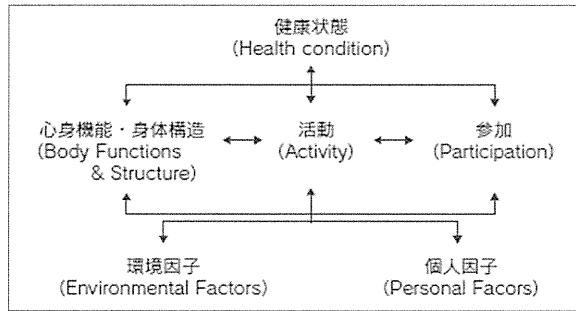 健康状態
(Health condition)
心身機能・身体構造
(Body Functions
& Structure)
活動
(Activity)
参加
(Participation)
環境因子
(Environmental Factors)
個人因子
(Personal Facors)